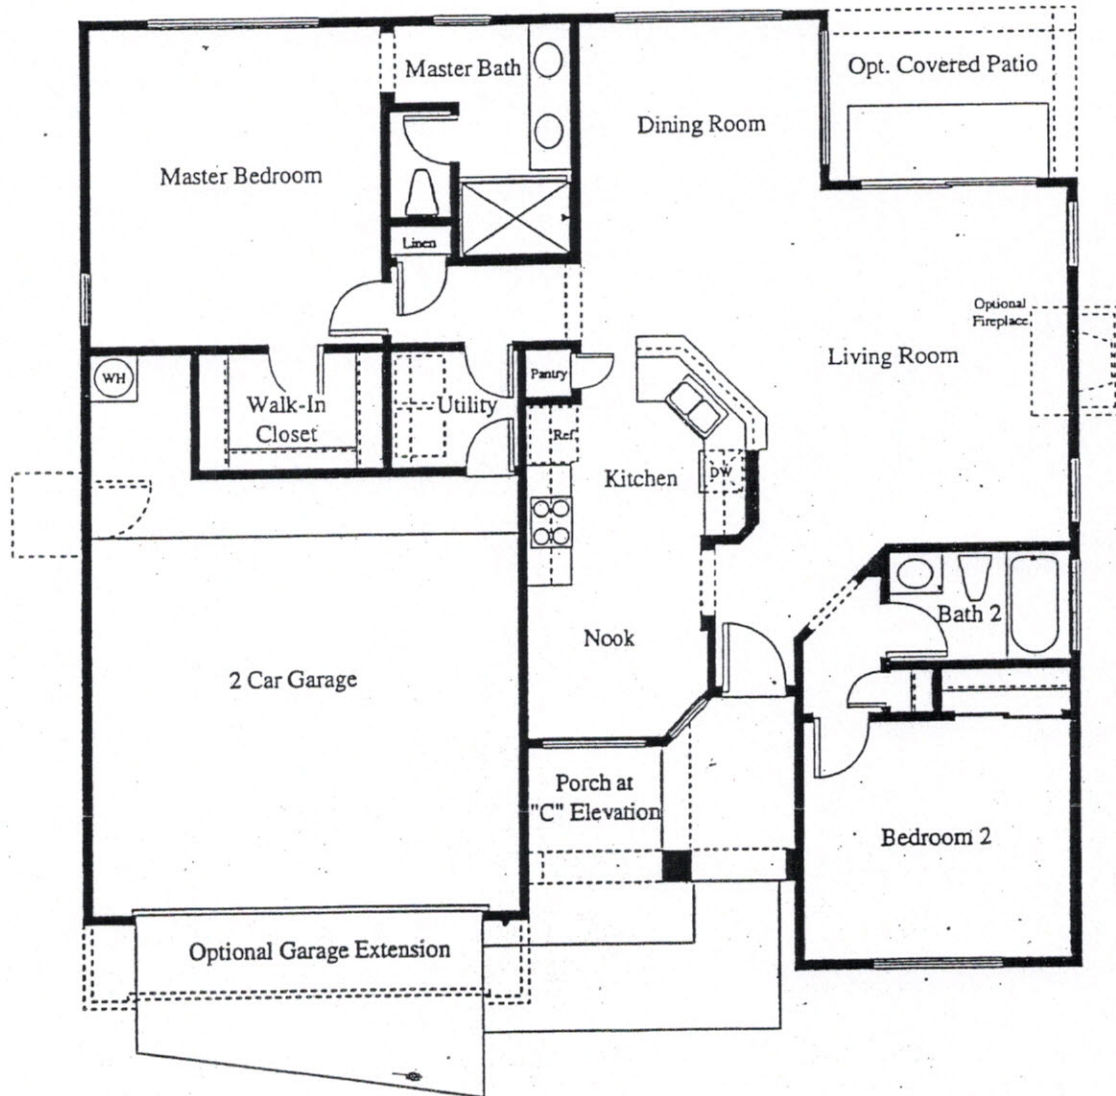 Master Bath
Opt. Covered Patio
Dining Room
Master Bedroom
Linen
Optional
Fireplace
Living Room
WH
Pantry
Walk-In
Closet
Utility
Ref
Kitchen
DW
Bath 2
Nook
2 Car Garage
Porch at
"C" Elevation
Bedroom 2
Optional Garage Extension